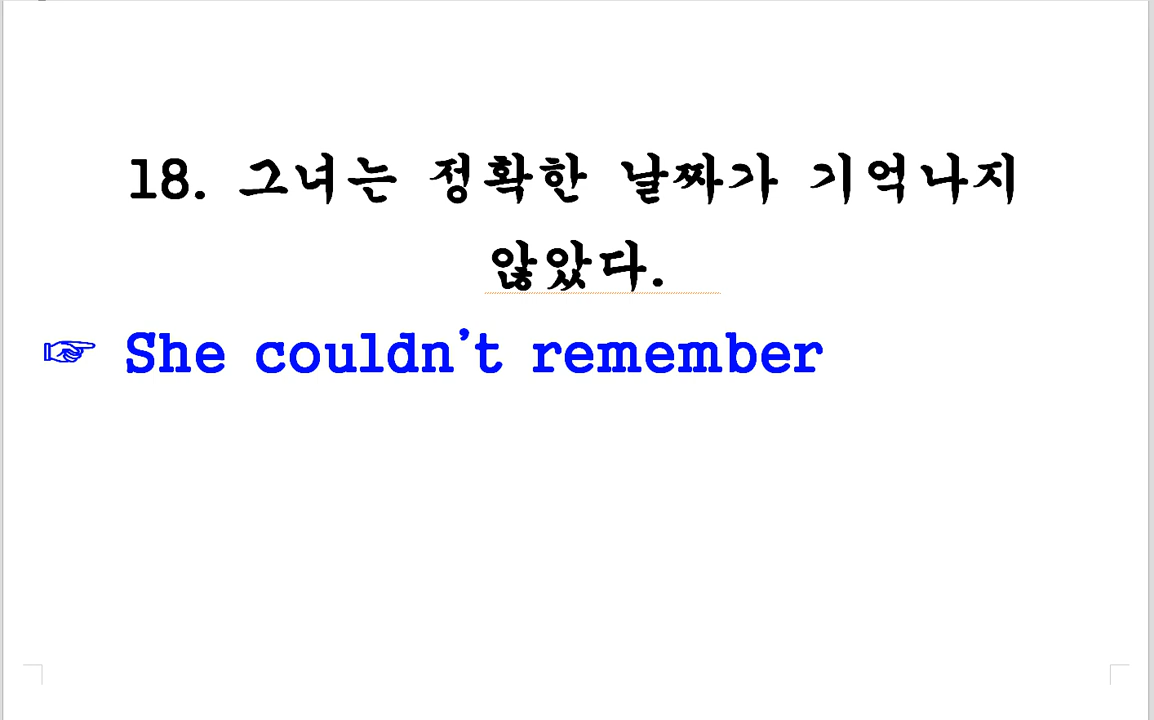 18. 그녀는 정확한 날짜가 기억나지
않았다.
☞ She couldn’t remember